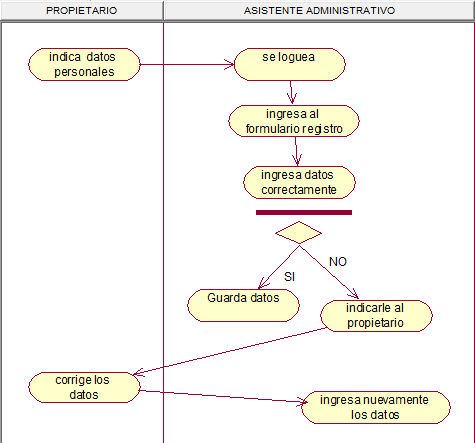 PROPIETARIO
ASISTENTE ADMINISTRATIVO
indica datos
personales
se loguea
ingresa al
formulario registro
ingresa datos
correctamente
SI
NO
Guarda datos
indicarle al
propietario
corrige los
datos
ingresa nuevamente
los datos